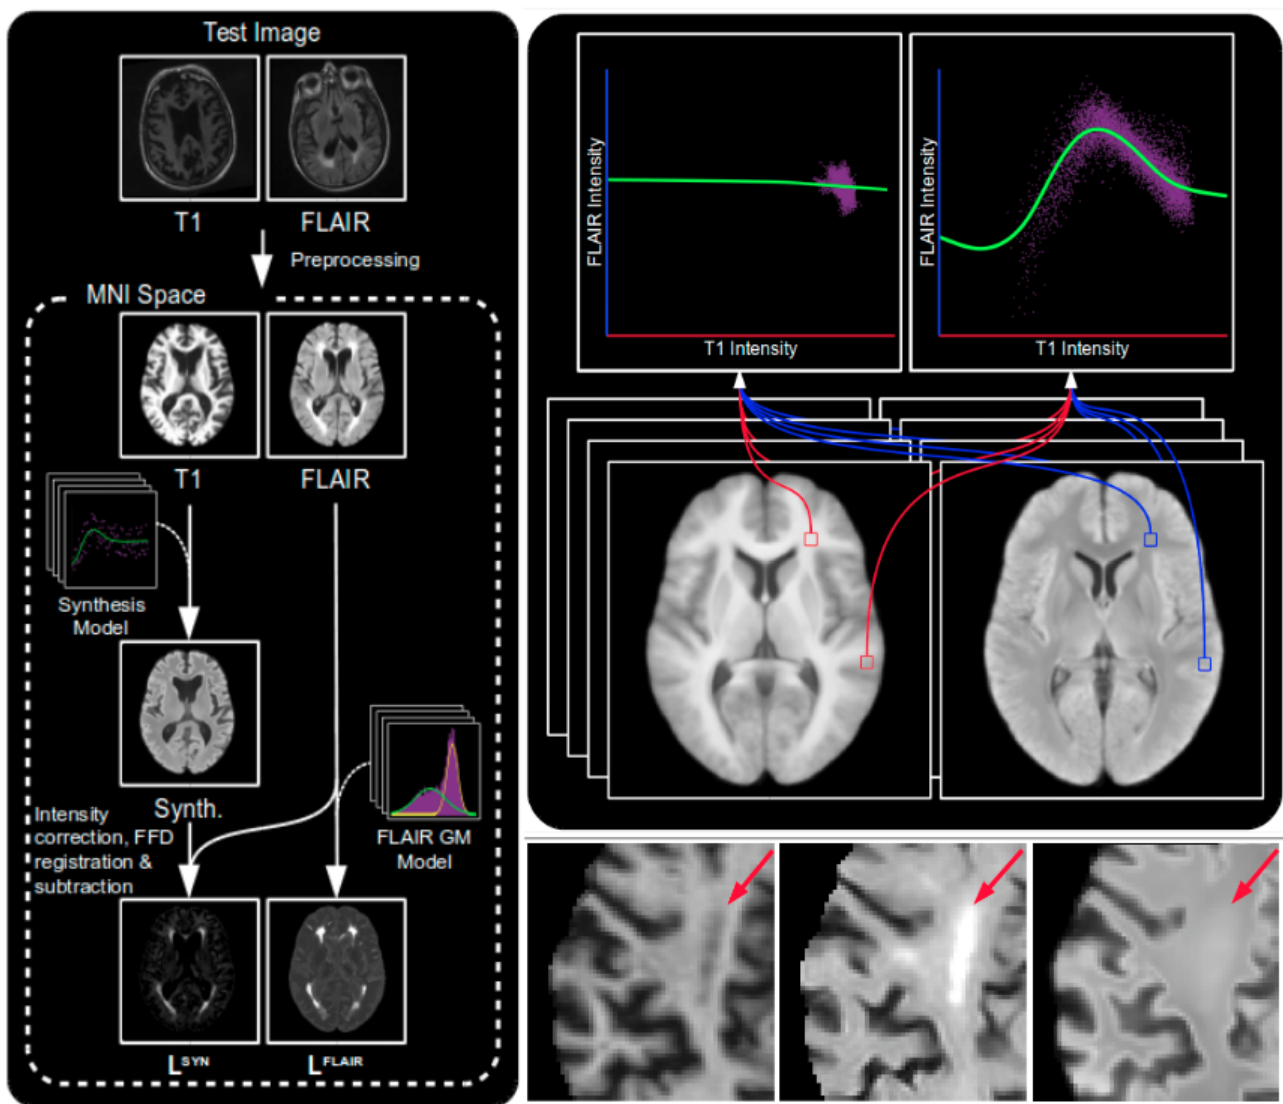 Test Image
T1
FLAIR
Preprocessing
MNI Space
T1
FLAIR
Synthesis
Model
Synth.
Intensity
correction, FFD
registration &
subtraction
FLAIR GM
Model
L^SYN
L^FLAIR
FLAIR Intensity
T1 Intensity
FLAIR Intensity
T1 Intensity